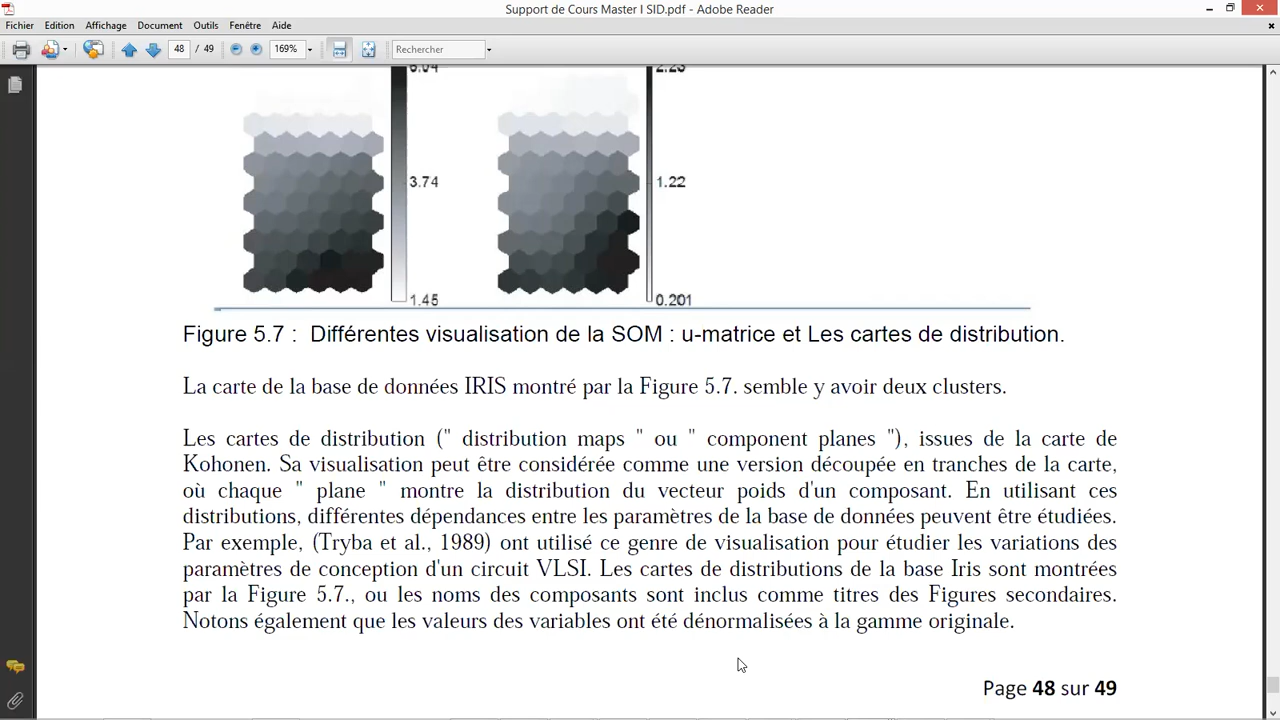 Support de Cours Master I SID.pdf - Adobe Reader
Fichier Edition Affichage Document Outils Fenêtre Aide
48 / 49 169% Rechercher
6.04 2.23
3.74 1.22
1.45 0.201
Figure 5.7 : Différentes visualisation de la SOM : u-matrice et Les cartes de distribution.
La carte de la base de données IRIS montré par la Figure 5.7. semble y avoir deux clusters.
Les cartes de distribution (" distribution maps " ou " component planes "), issues de la carte de
Kohonen. Sa visualisation peut être considérée comme une version découpée en tranches de la carte,
où chaque " plane " montre la distribution du vecteur poids d'un composant. En utilisant ces
distributions, différentes dépendances entre les paramètres de la base de données peuvent être étudiées.
Par exemple, (Tryba et al., 1989) ont utilisé ce genre de visualisation pour étudier les variations des
paramètres de conception d'un circuit VLSI. Les cartes de distributions de la base Iris sont montrées
par la Figure 5.7., ou les noms des composants sont inclus comme titres des Figures secondaires.
Notons également que les valeurs des variables ont été dénormalisées à la gamme originale.
Page 48 sur 49